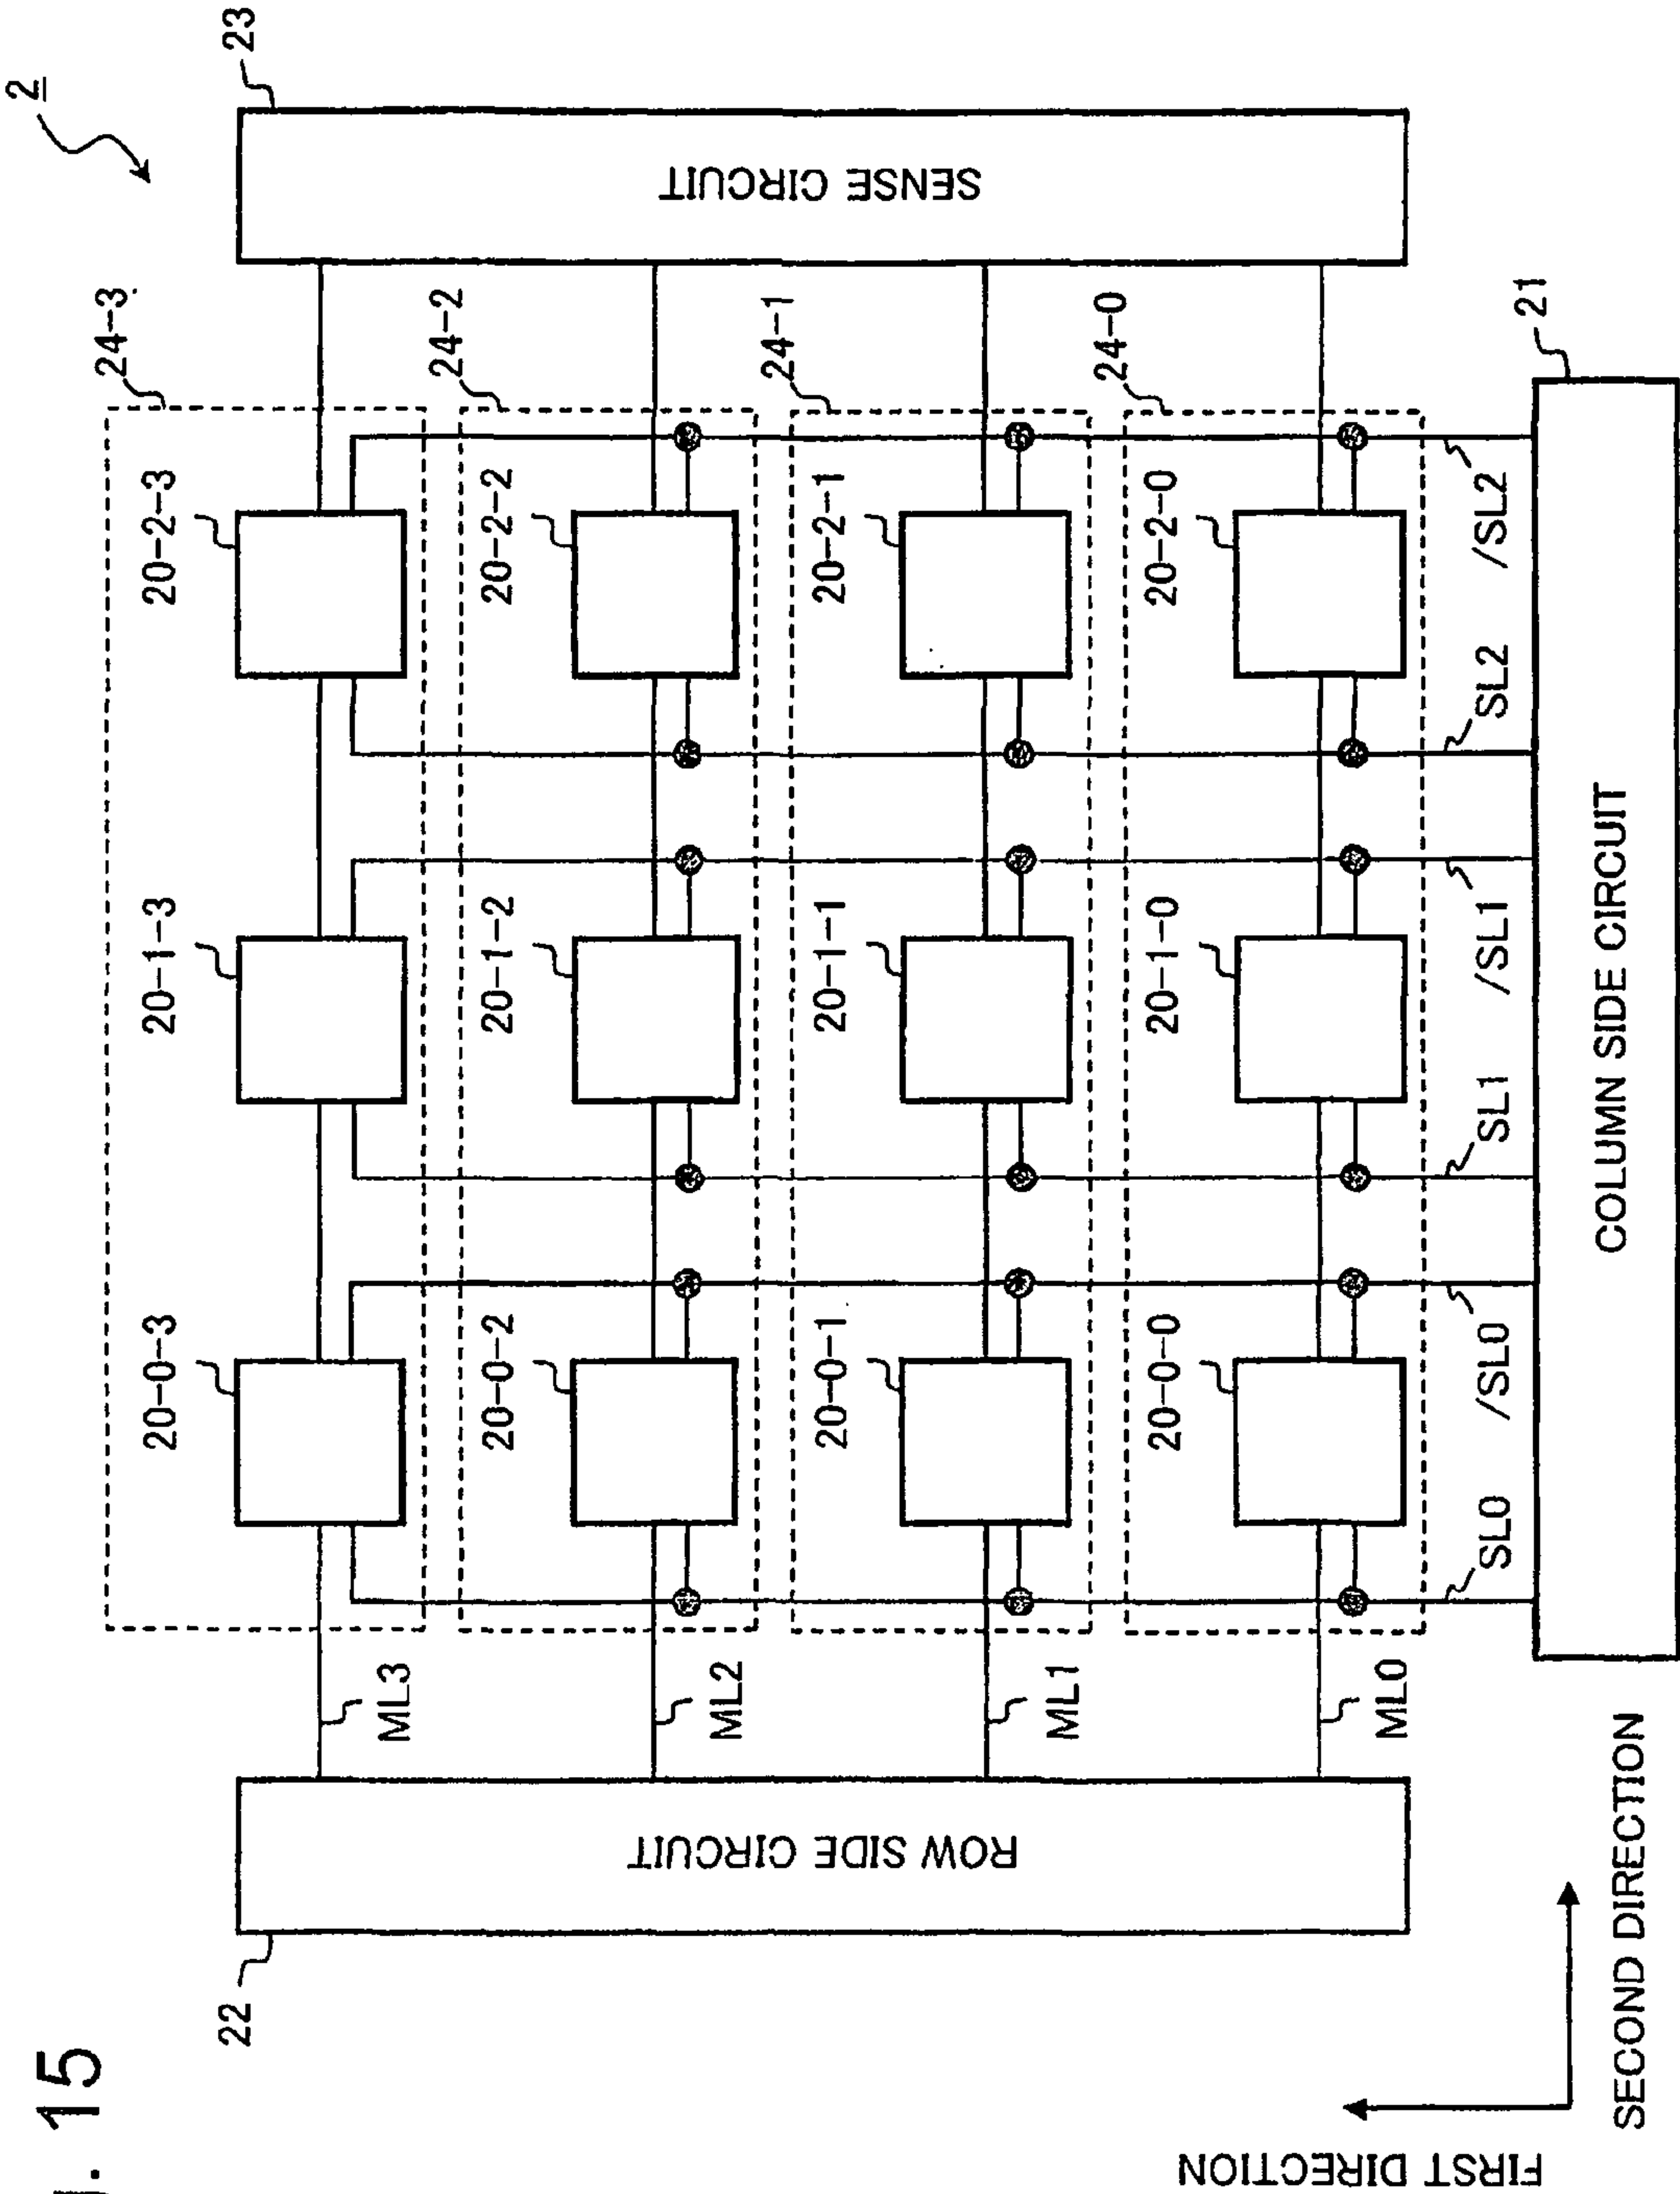 . 15
2
23
22
24-3
20-0-3
20-1-3
20-2-3
ML3
24-2
20-0-2
20-1-2
20-2-2
ML2
ROW SIDE CIRCUIT
SENSE CIRCUIT
24-1
20-0-1
20-1-1
20-2-1
ML1
24-0
20-0-0
20-1-0
20-2-0
ML0
SL0
/SL0
SL1
/SL1
SL2
/SL2
21
COLUMN SIDE CIRCUIT
FIRST DIRECTION
SECOND DIRECTION